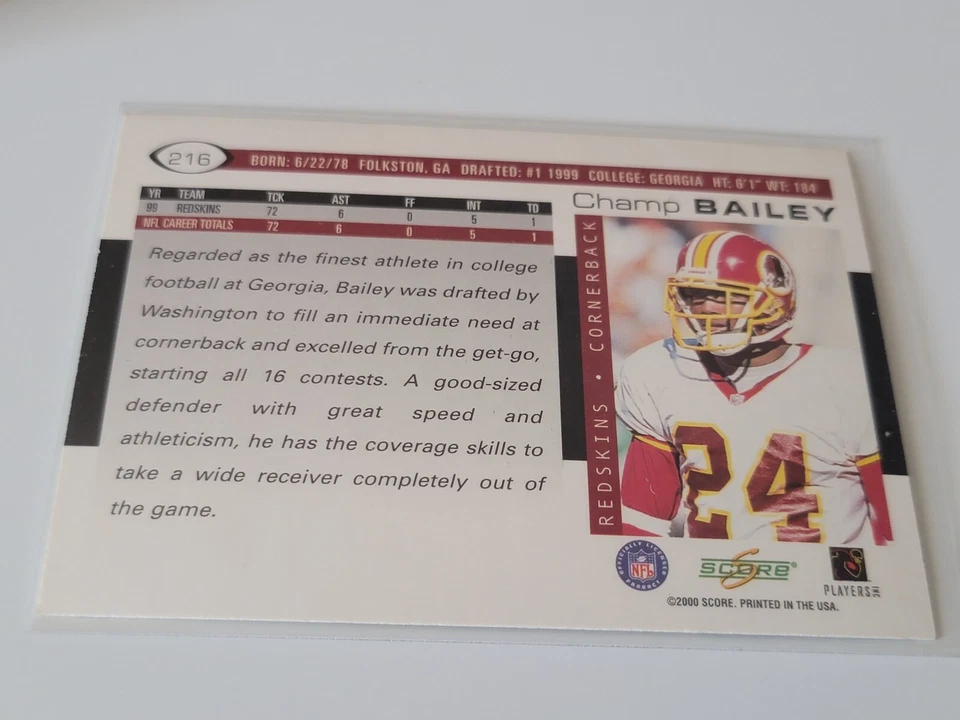 216
BORN: 6/22/78 FOLKSTON, GA DRAFTED: #1 1999 COLLEGE: GEORGIA HT: 6'1" WT: 184
YR TEAM TCK AST FF INT TD
99 REDSKINS 72 6 0 5 1
NFL CAREER TOTALS 72 6 0 5 1
Champ BAILEY
Regarded as the finest athlete in college
football at Georgia, Bailey was drafted by
Washington to fill an immediate need at
cornerback and excelled from the get-go,
starting all 16 contests. A good-sized
defender with great speed and
athleticism, he has the coverage skills to
take a wide receiver completely out of
the game.
REDSKINS • CORNERBACK
24
OFFICIALLY LICENSED PRODUCT
NFL
SCORE®
PLAYERS INC
©2000 SCORE. PRINTED IN THE USA.